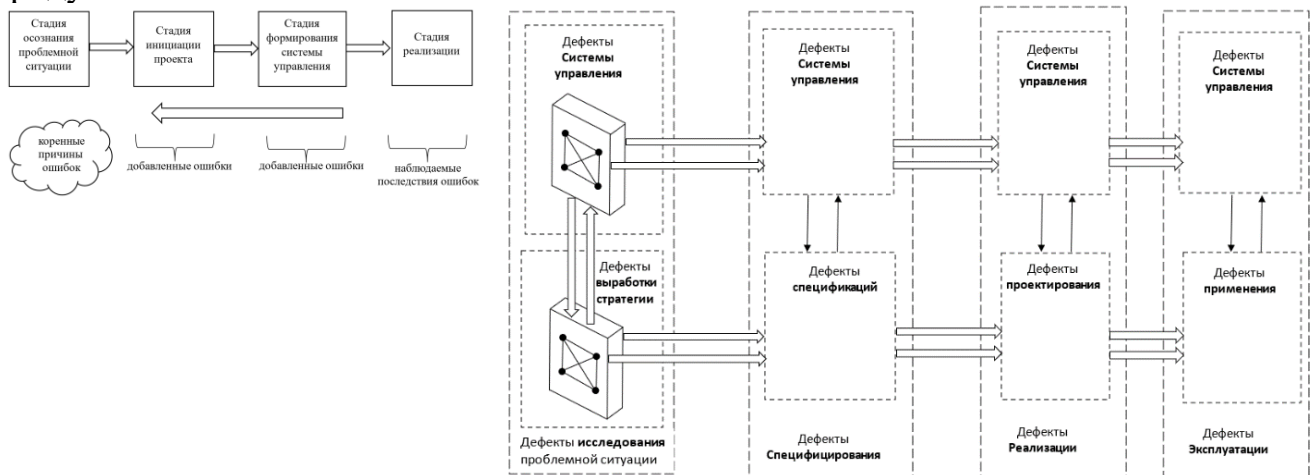 Стадия
осознания
проблемной
ситуации
Стадия
инициации
проекта
Стадия
формирования
системы
управления
Стадия
реализации
коренные
причины
ошибок
добавленные ошибки
добавленные ошибки
наблюдаемые
последствия ошибок
Дефекты
Системы
управления
Дефекты
выработки
стратегии
Дефекты исследования
проблемной ситуации
Дефекты
Системы
управления
Дефекты
спецификаций
Дефекты
Специфицирования
Дефекты
Системы
управления
Дефекты
проектирования
Дефекты
Реализации
Дефекты
Системы
управления
Дефекты
применения
Дефекты
Эксплуатации